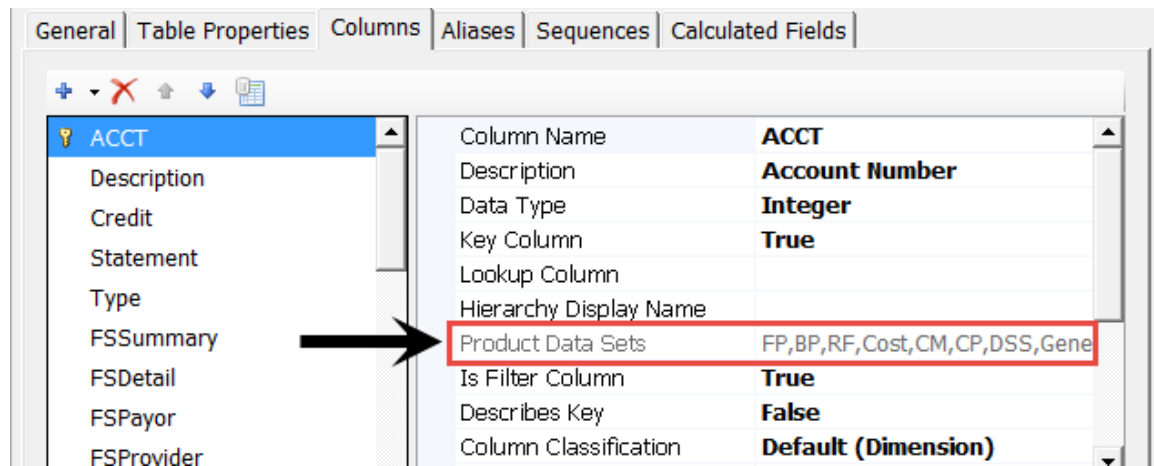 General Table Properties Columns Aliases Sequences Calculated Fields
ACCT
Description
Credit
Statement
Type
FSSummary
FSDetail
FSPayor
FSProvider
Column Name ACCT
Description Account Number
Data Type Integer
Key Column True
Lookup Column
Hierarchy Display Name
Product Data Sets FP,BP,RF,Cost,CM,CP,DSS,Gene
Is Filter Column True
Describes Key False
Column Classification Default (Dimension)